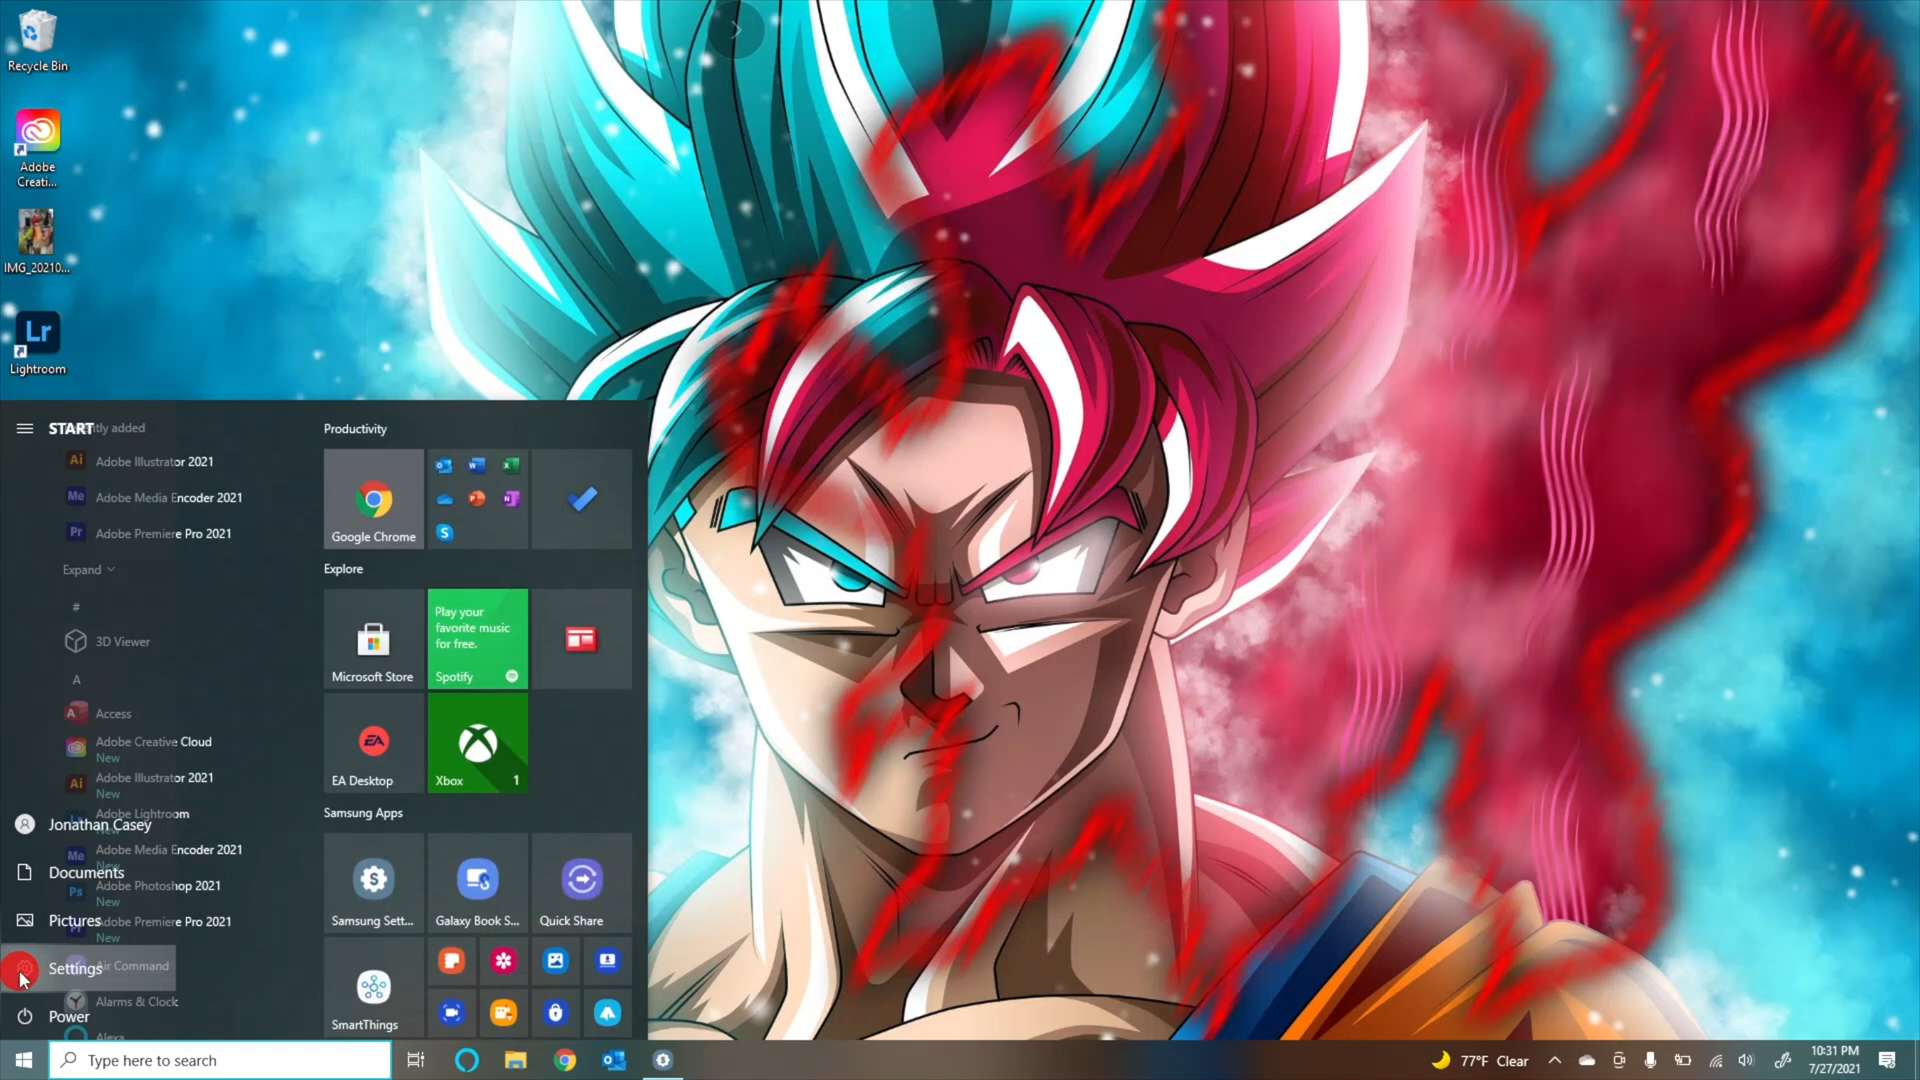 Recycle Bin
Adobe
Creati...
IMG_20210...
Lr
Lightroom
START
Adobe Illustrator 2021
Adobe Media Encoder 2021
Adobe Premiere Pro 2021
Expand
#
3D Viewer
A
Access
Adobe Creative Cloud
New
Adobe Illustrator 2021
New
Adobe Lightroom
Jonathan Casey
Adobe Media Encoder 2021
New
Documents
Adobe Photoshop 2021
New
Pictures
Adobe Premiere Pro 2021
New
Settings
Air Command
Alarms & Clock
Power
Alexa
Productivity
Google Chrome
Explore
Microsoft Store
Play your
favorite music
for free.
Spotify
EA
EA Desktop
Xbox
1
Samsung Apps
Samsung Sett...
Galaxy Book S...
Quick Share
SmartThings
Type here to search
77°F Clear
10:31 PM
7/27/2021